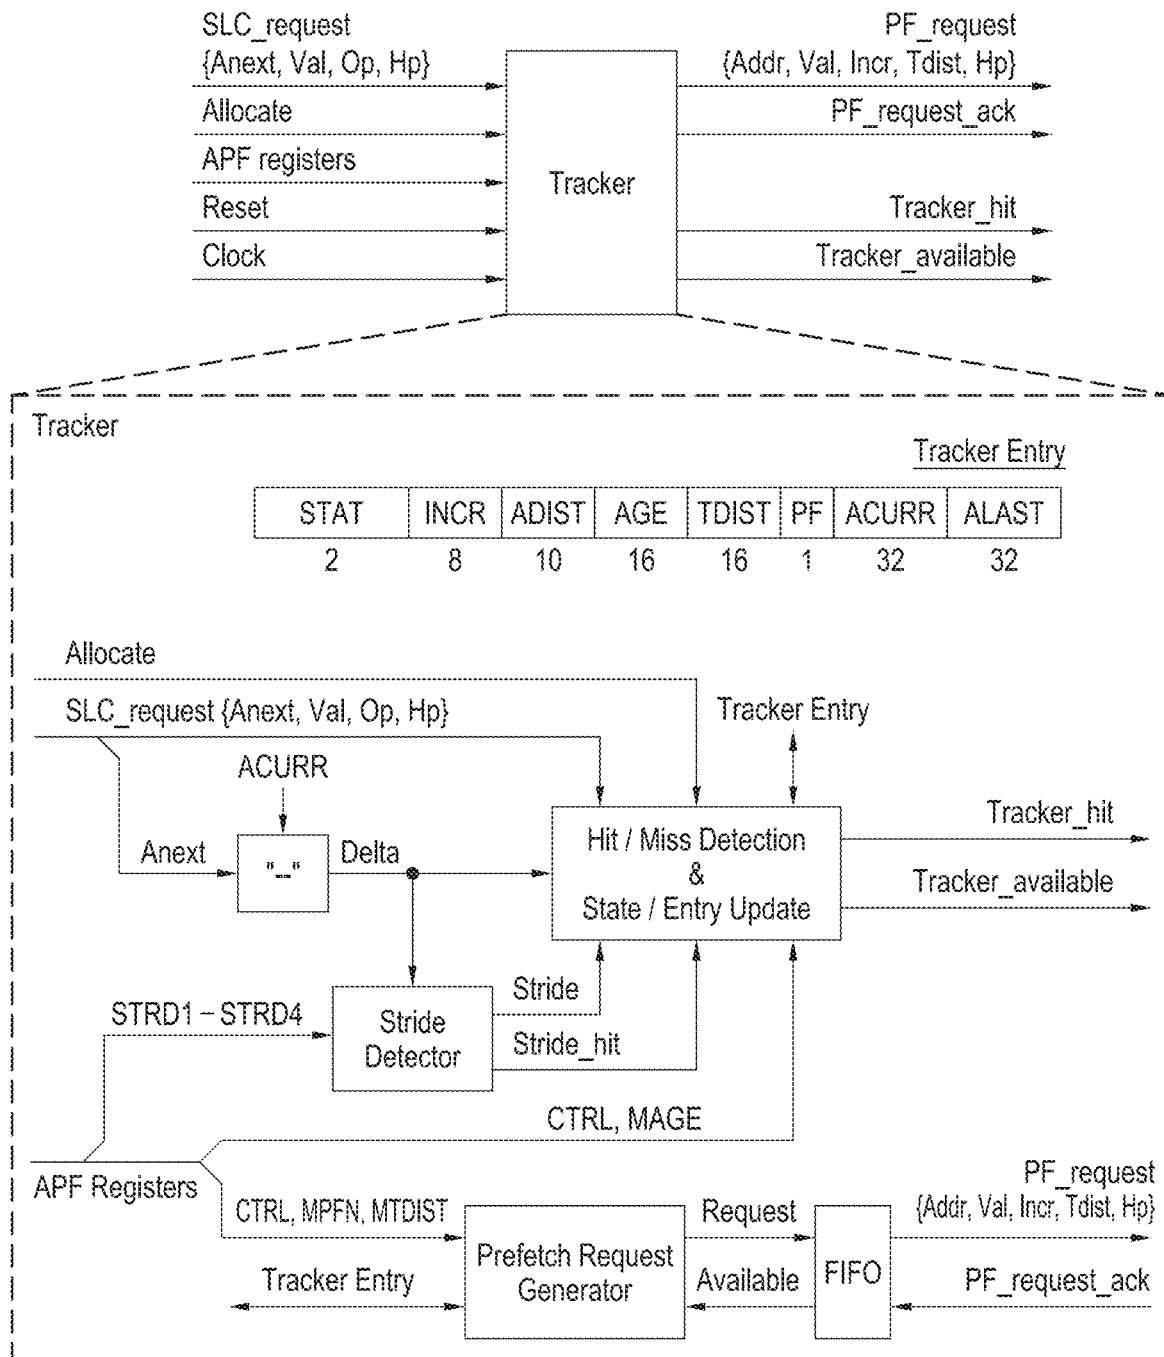 SLC_request
{Anext, Val, Op, Hp}
Allocate
APF registers
Reset
Clock
Tracker
PF_request
{Addr, Val, Incr, Tdist, Hp}
PF_request_ack
Tracker_hit
Tracker_available
Tracker
Tracker Entry
STAT INCR ADIST AGE TDIST PF ACURR ALAST
2 8 10 16 16 1 32 32
Allocate
SLC_request {Anext, Val, Op, Hp}
Tracker Entry
ACURR
Anext
"–"
Delta
Hit / Miss Detection
&
State / Entry Update
Tracker_hit
Tracker_available
STRD1 – STRD4
Stride
Detector
Stride
Stride_hit
CTRL, MAGE
APF Registers
CTRL, MPFN, MTDIST
Tracker Entry
Prefetch Request
Generator
Request
Available
FIFO
PF_request
{Addr, Val, Incr, Tdist, Hp}
PF_request_ack